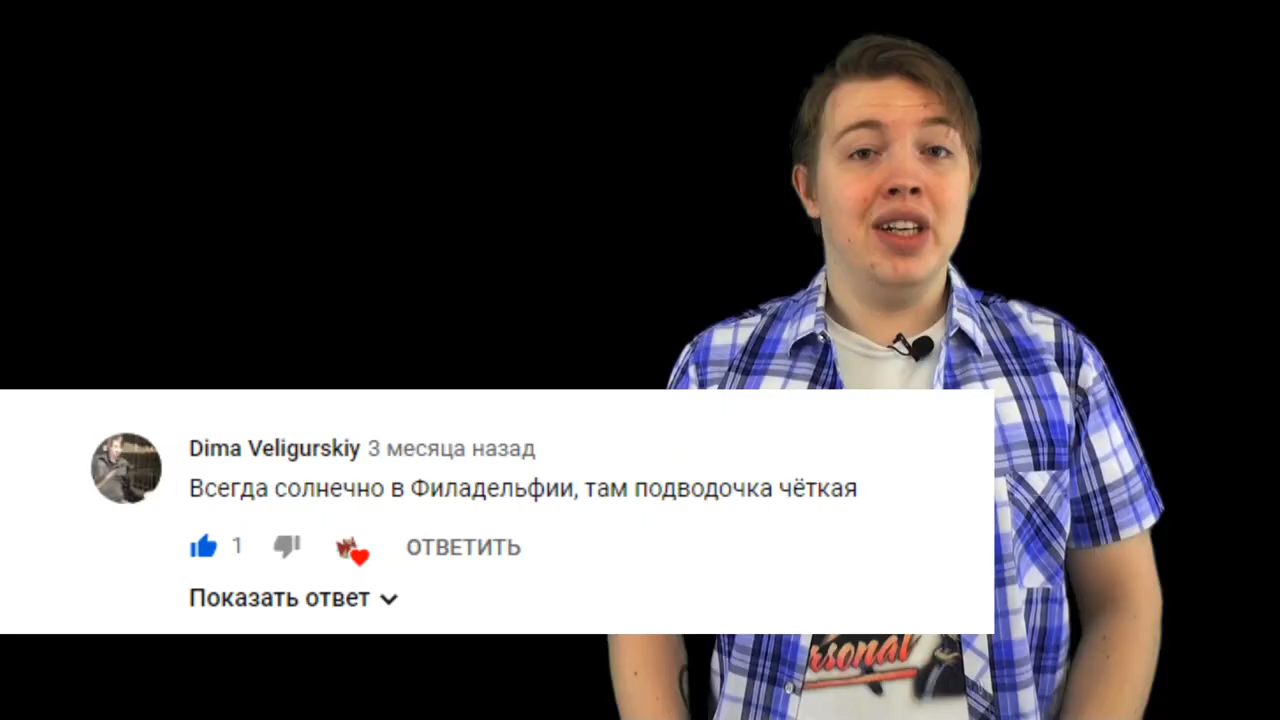 Dima Veligurskiy 3 месяца назад
Всегда солнечно в Филадельфии, там подводочка чёткая
1 ОТВЕТИТЬ
Показать ответ